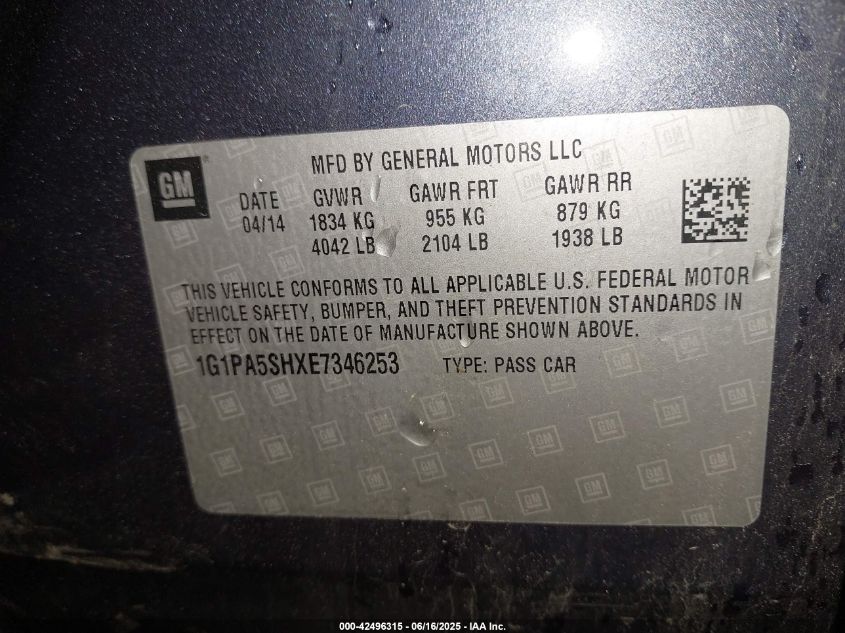 GM
MFD BY GENERAL MOTORS LLC
DATE GVWR GAWR FRT GAWR RR
04/14 1834 KG 955 KG 879 KG
4042 LB 2104 LB 1938 LB
THIS VEHICLE CONFORMS TO ALL APPLICABLE U.S. FEDERAL MOTOR
VEHICLE SAFETY, BUMPER, AND THEFT PREVENTION STANDARDS IN
EFFECT ON THE DATE OF MANUFACTURE SHOWN ABOVE.
1G1PA5SHXE7346253 TYPE: PASS CAR
000-42496315 - 06/16/2025 - IAA Inc.